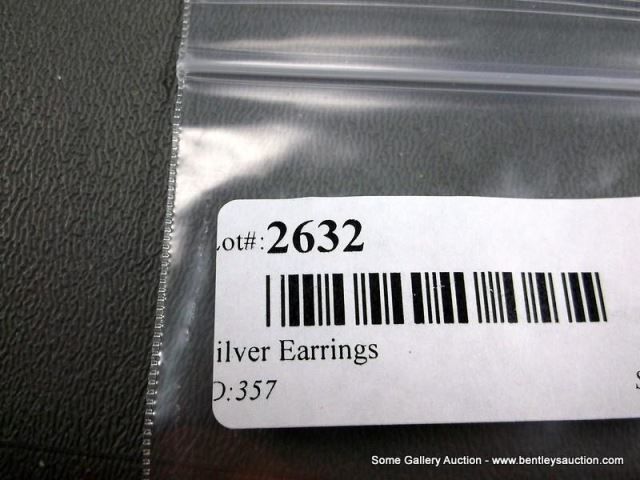 Lot#: 2632
ilver Earrings
D:357
S
Some Gallery Auction - www.bentleysauction.com